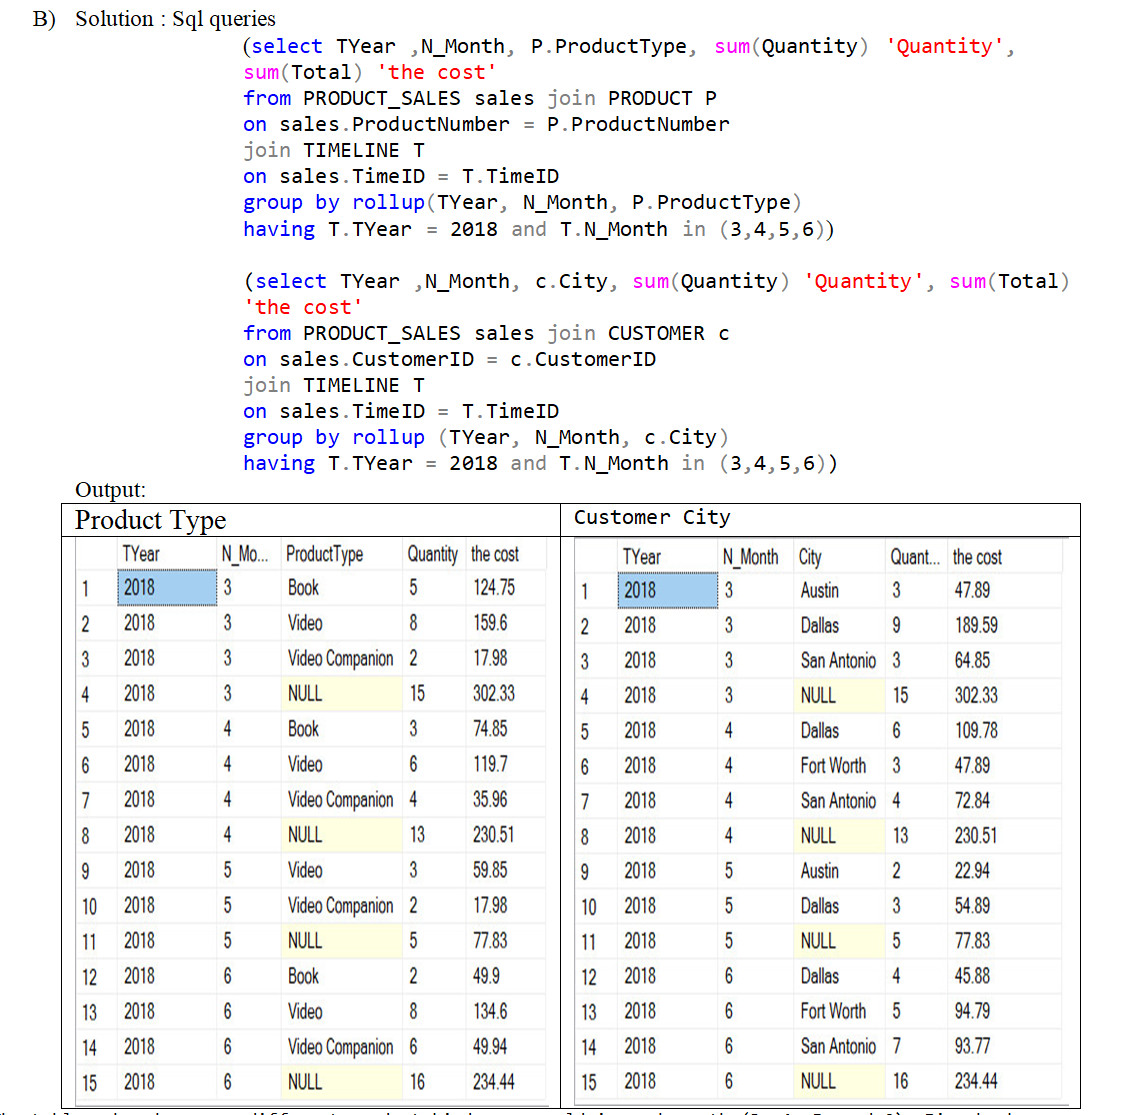 B) Solution : Sql queries
(select TYear ,N_Month, P.ProductType, sum(Quantity) 'Quantity',
sum(Total) 'the cost'
from PRODUCT_SALES sales join PRODUCT P
on sales.ProductNumber = P.ProductNumber
join TIMELINE T
on sales.TimeID = T.TimeID
group by rollup(TYear, N_Month, P.ProductType)
having T.TYear = 2018 and T.N_Month in (3,4,5,6))
(select TYear ,N_Month, c.City, sum(Quantity) 'Quantity', sum(Total)
'the cost'
from PRODUCT_SALES sales join CUSTOMER c
on sales.CustomerID = c.CustomerID
join TIMELINE T
on sales.TimeID = T.TimeID
group by rollup (TYear, N_Month, c.City)
having T.TYear = 2018 and T.N_Month in (3,4,5,6))
Output:
Product Type
TYear N_Mo... ProductType Quantity the cost
1 2018 3 Book 5 124.75
2 2018 3 Video 8 159.6
3 2018 3 Video Companion 2 17.98
4 2018 3 NULL 15 302.33
5 2018 4 Book 3 74.85
6 2018 4 Video 6 119.7
7 2018 4 Video Companion 4 35.96
8 2018 4 NULL 13 230.51
9 2018 5 Video 3 59.85
10 2018 5 Video Companion 2 17.98
11 2018 5 NULL 5 77.83
12 2018 6 Book 2 49.9
13 2018 6 Video 8 134.6
14 2018 6 Video Companion 6 49.94
15 2018 6 NULL 16 234.44
Customer City
TYear N_Month City Quant... the cost
1 2018 3 Austin 3 47.89
2 2018 3 Dallas 9 189.59
3 2018 3 San Antonio 3 64.85
4 2018 3 NULL 15 302.33
5 2018 4 Dallas 6 109.78
6 2018 4 Fort Worth 3 47.89
7 2018 4 San Antonio 4 72.84
8 2018 4 NULL 13 230.51
9 2018 5 Austin 2 22.94
10 2018 5 Dallas 3 54.89
11 2018 5 NULL 5 77.83
12 2018 6 Dallas 4 45.88
13 2018 6 Fort Worth 5 94.79
14 2018 6 San Antonio 7 93.77
15 2018 6 NULL 16 234.44